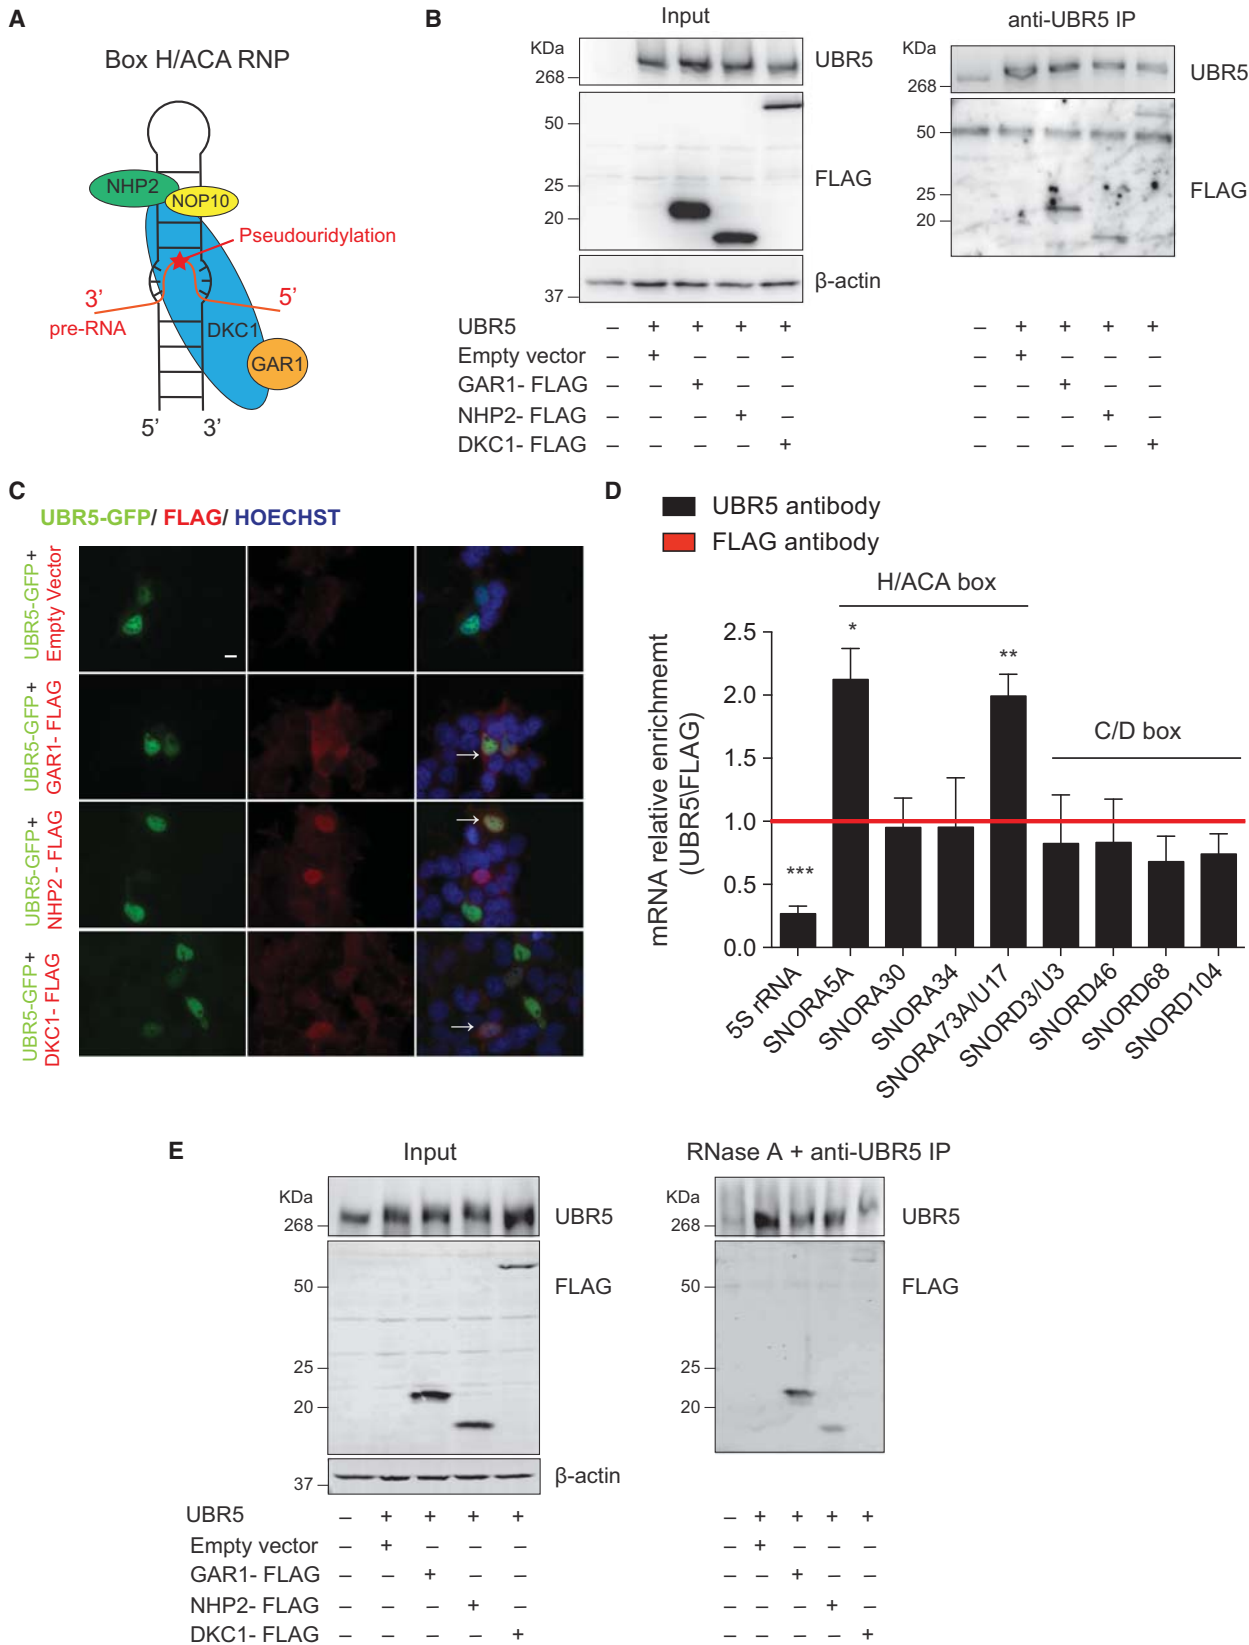 A
Box H/ACA RNP
NHP2
NOP10
Pseudouridylation
3’
5’
pre-RNA
DKC1
GAR1
5’
3’
B
Input
anti-UBR5 IP
KDa
268
UBR5
50
25
20
FLAG
37
β-actin
KDa
268
UBR5
50
25
20
FLAG
UBR5 – + + + + – + + + +
Empty vector – + – – – – + – – –
GAR1- FLAG – – + – – – – + – –
NHP2- FLAG – – – + – – – – + –
DKC1- FLAG – – – – + – – – – +
C
UBR5-GFP/ FLAG/ HOECHST
UBR5-GFP +
Empty Vector
UBR5-GFP +
GAR1- FLAG
UBR5-GFP +
NHP2 - FLAG
UBR5-GFP +
DKC1- FLAG
D
UBR5 antibody
FLAG antibody
H/ACA box
C/D box
mRNA relative enrichmemt
(UBR5\FLAG)
2.5
2.0
1.5
1.0
0.5
0.0
*
**
***
5S rRNA
SNORA5A
SNORA30
SNORA34
SNORA73A/U17
SNORD3/U3
SNORD46
SNORD68
SNORD104
E
Input
RNase A + anti-UBR5 IP
KDa
268
UBR5
50
25
20
FLAG
37
β-actin
KDa
268
UBR5
50
25
20
FLAG
UBR5 – + + + + – + + + +
Empty vector – + – – – – + – – –
GAR1- FLAG – – + – – – – + – –
NHP2- FLAG – – – + – – – – + –
DKC1- FLAG – – – – + – – – – +